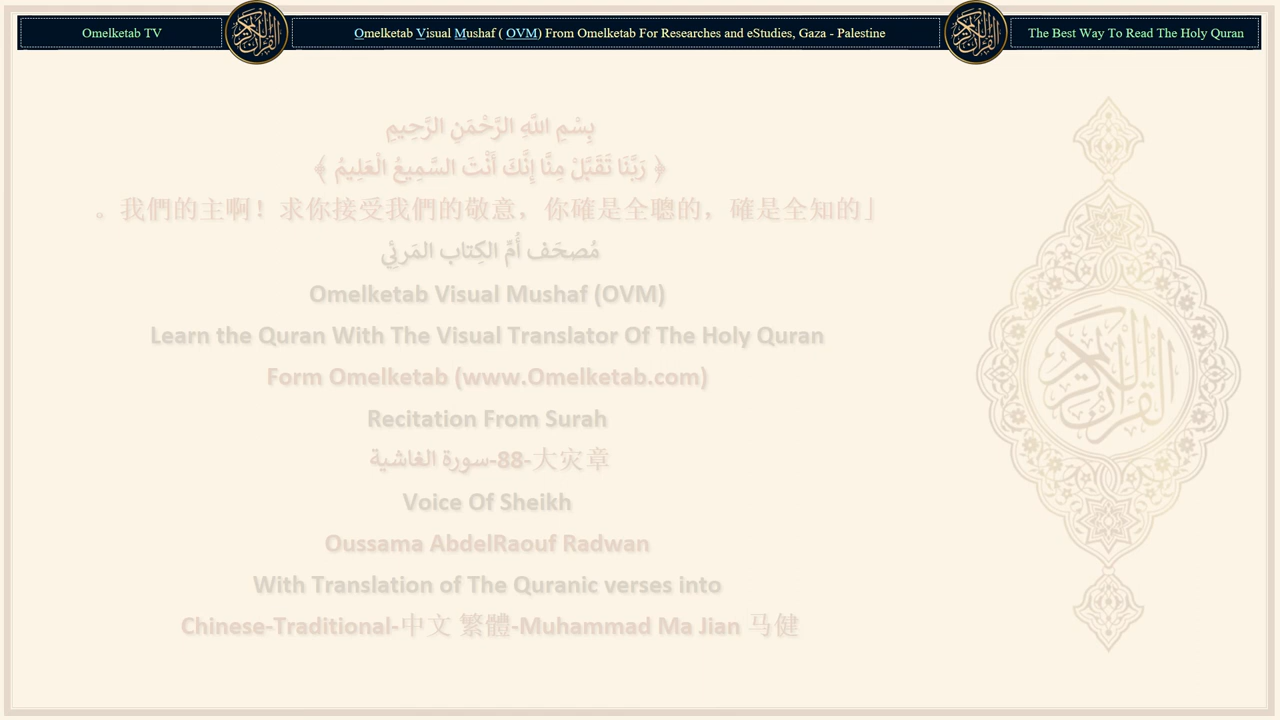 Omelketab TV
Omelketab Visual Mushaf ( OVM) From Omelketab For Researches and eStudies, Gaza - Palestine
The Best Way To Read The Holy Quran
بِسْمِ اللَّهِ الرَّحْمَنِ الرَّحِيمِ
﴿ رَبَّنَا تَقَبَّلْ مِنَّا إِنَّكَ أَنْتَ السَّمِيعُ الْعَلِيمُ ﴾
。我們的主啊！求你接受我們的敬意，你確是全聰的，確是全知的」
مُصحَف أُمِّ الكِتاب المَرئِي
Omelketab Visual Mushaf (OVM)
Learn the Quran With The Visual Translator Of The Holy Quran
Form Omelketab (www.Omelketab.com)
Recitation From Surah
سورة الغاشية-88-大灾章
Voice Of Sheikh
Oussama AbdelRaouf Radwan
With Translation of The Quranic verses into
Chinese-Traditional-中文 繁體-Muhammad Ma Jian 马健
القرآن الكريم